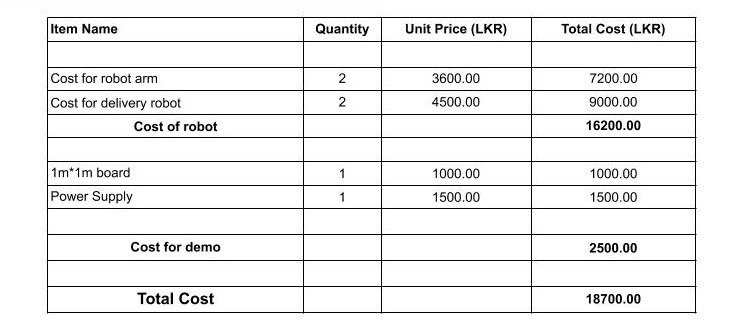 Item Name Quantity Unit Price (LKR) Total Cost (LKR)
Cost for robot arm 2 3600.00 7200.00
Cost for delivery robot 2 4500.00 9000.00
Cost of robot 16200.00
1m*1m board 1 1000.00 1000.00
Power Supply 1 1500.00 1500.00
Cost for demo 2500.00
Total Cost 18700.00